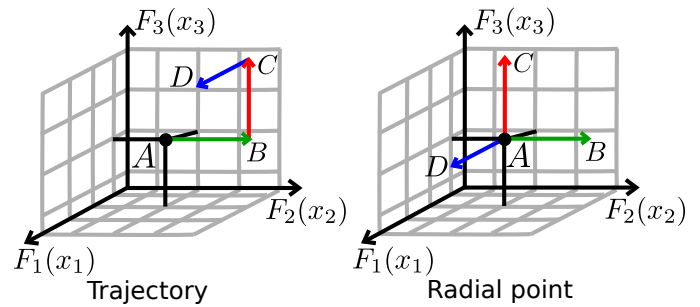 F₃(x₃)
C
D
A
B
F₂(x₂)
F₁(x₁)
Trajectory
F₃(x₃)
C
A
B
D
F₂(x₂)
F₁(x₁)
Radial point